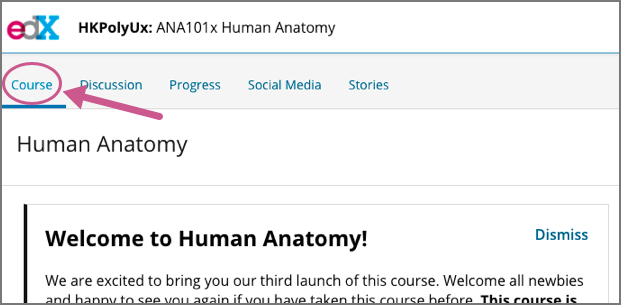 edX HKPolyUx: ANA101x Human Anatomy
Course Discussion Progress Social Media Stories
Human Anatomy
Welcome to Human Anatomy! Dismiss
We are excited to bring you our third launch of this course. Welcome all newbies
and happy to see you again if you have taken this course before. This course is